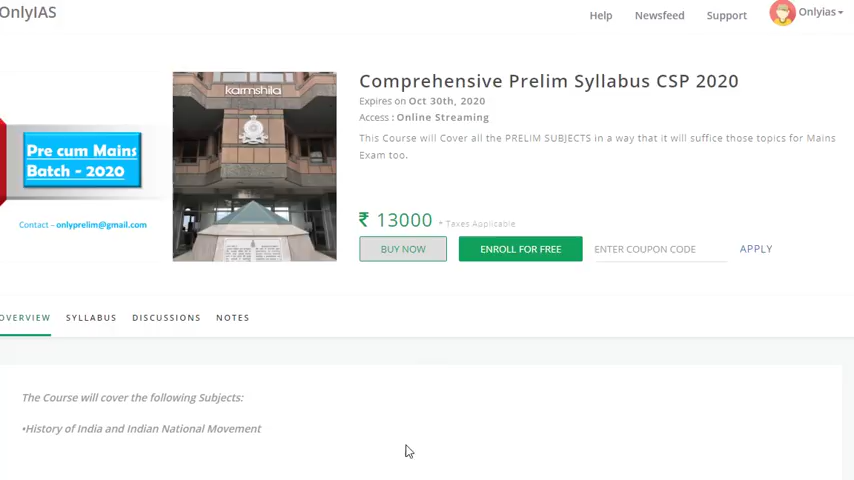 OnlyIAS
Help Newsfeed Support Onlyias
karmshila
Comprehensive Prelim Syllabus CSP 2020
Expires on Oct 30th, 2020
Access : Online Streaming
This Course will Cover all the PRELIM SUBJECTS in a way that it will suffice those topics for Mains
Exam too.
Pre cum Mains
Batch - 2020
Contact – onlyprelim@gmail.com
₹ 13000 * Taxes Applicable
BUY NOW ENROLL FOR FREE ENTER COUPON CODE APPLY
OVERVIEW SYLLABUS DISCUSSIONS NOTES
The Course will cover the following Subjects:
•History of India and Indian National Movement